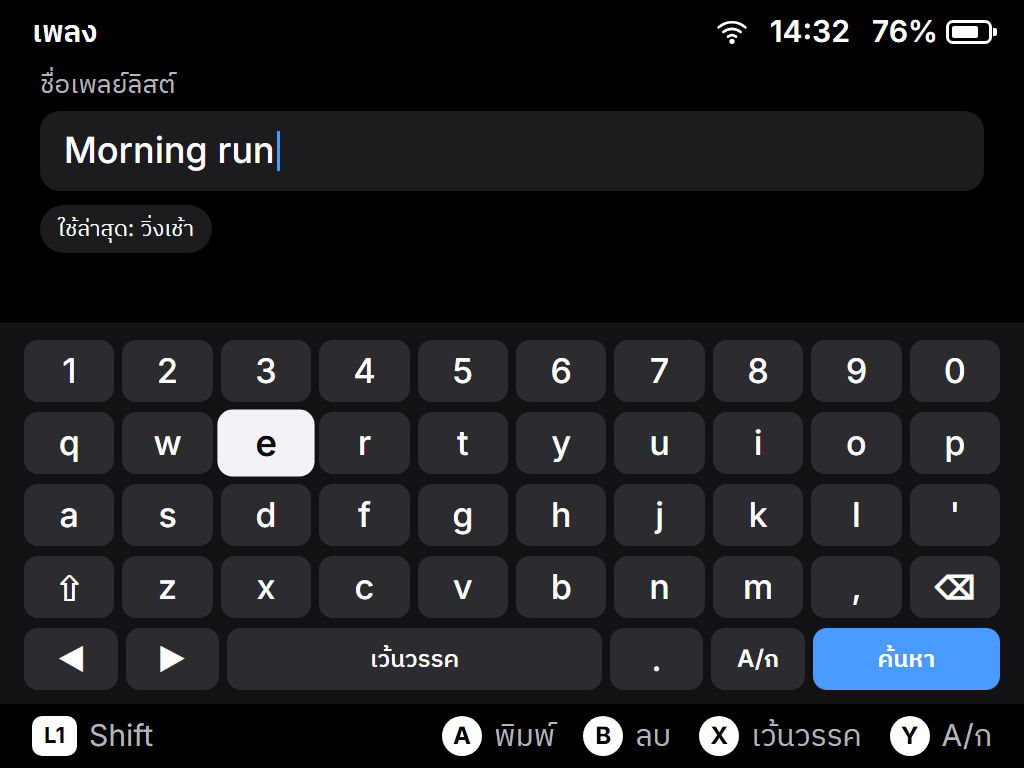 เพลง 14:32 76%
ชื่อเพลย์ลิสต์
Morning run
ใช้ล่าสุด: วิ่งเช้า
1 2 3 4 5 6 7 8 9 0
q w e r t y u i o p
a s d f g h j k l '
⇧ z x c v b n m , ⌫
◀ ▶ เว้นวรรค . A/ก ค้นหา
L1 Shift A พิมพ์ B ลบ X เว้นวรรค Y A/ก